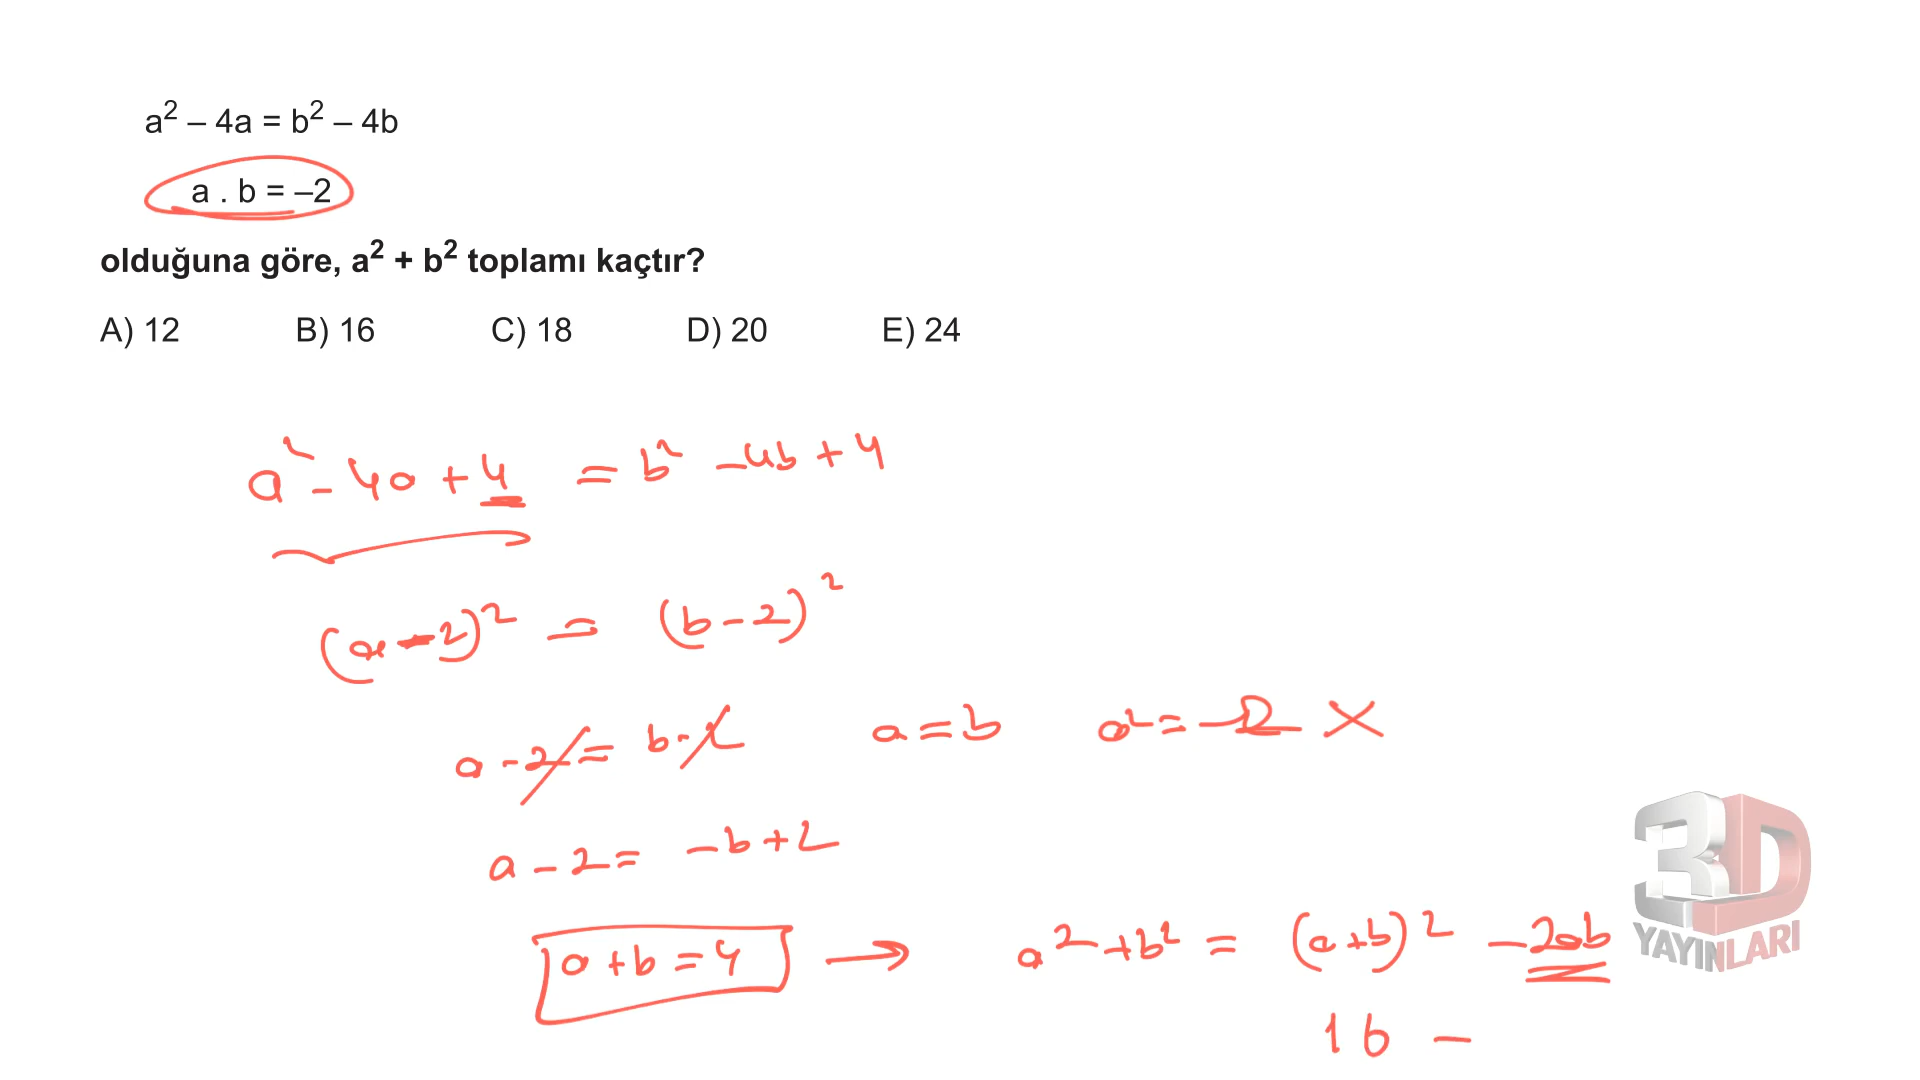 a² – 4a = b² – 4b
a . b = –2
olduğuna göre, a² + b² toplamı kaçtır?
A) 12 B) 16 C) 18 D) 20 E) 24
a² - 4a + 4 = b² - 4b + 4
(a - 2)² = (b - 2)²
a - 2 = b - 2 a = b a² = -2 X
a - 2 = -b + 2
a + b = 4 → a² + b² = (a + b)² - 2ab
16 -
3D
YAYINLARI